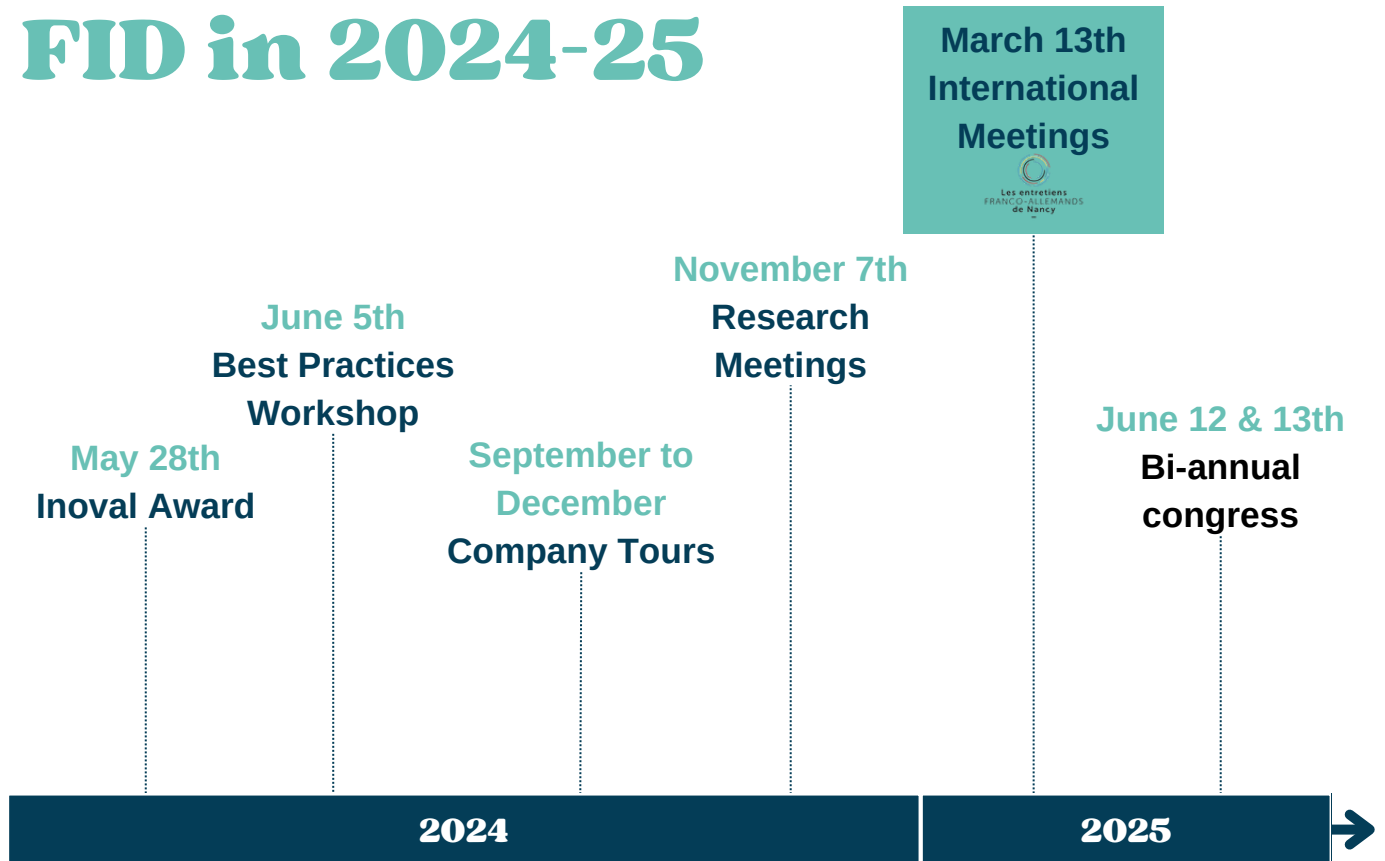 FID in 2024-25
March 13th
International
Meetings
Les entretiens
FRANCO-ALLEMANDS
de Nancy
November 7th
Research
Meetings
June 5th
Best Practices
Workshop
June 12 & 13th
Bi-annual
congress
May 28th
Inoval Award
September to
December
Company Tours
2024
2025